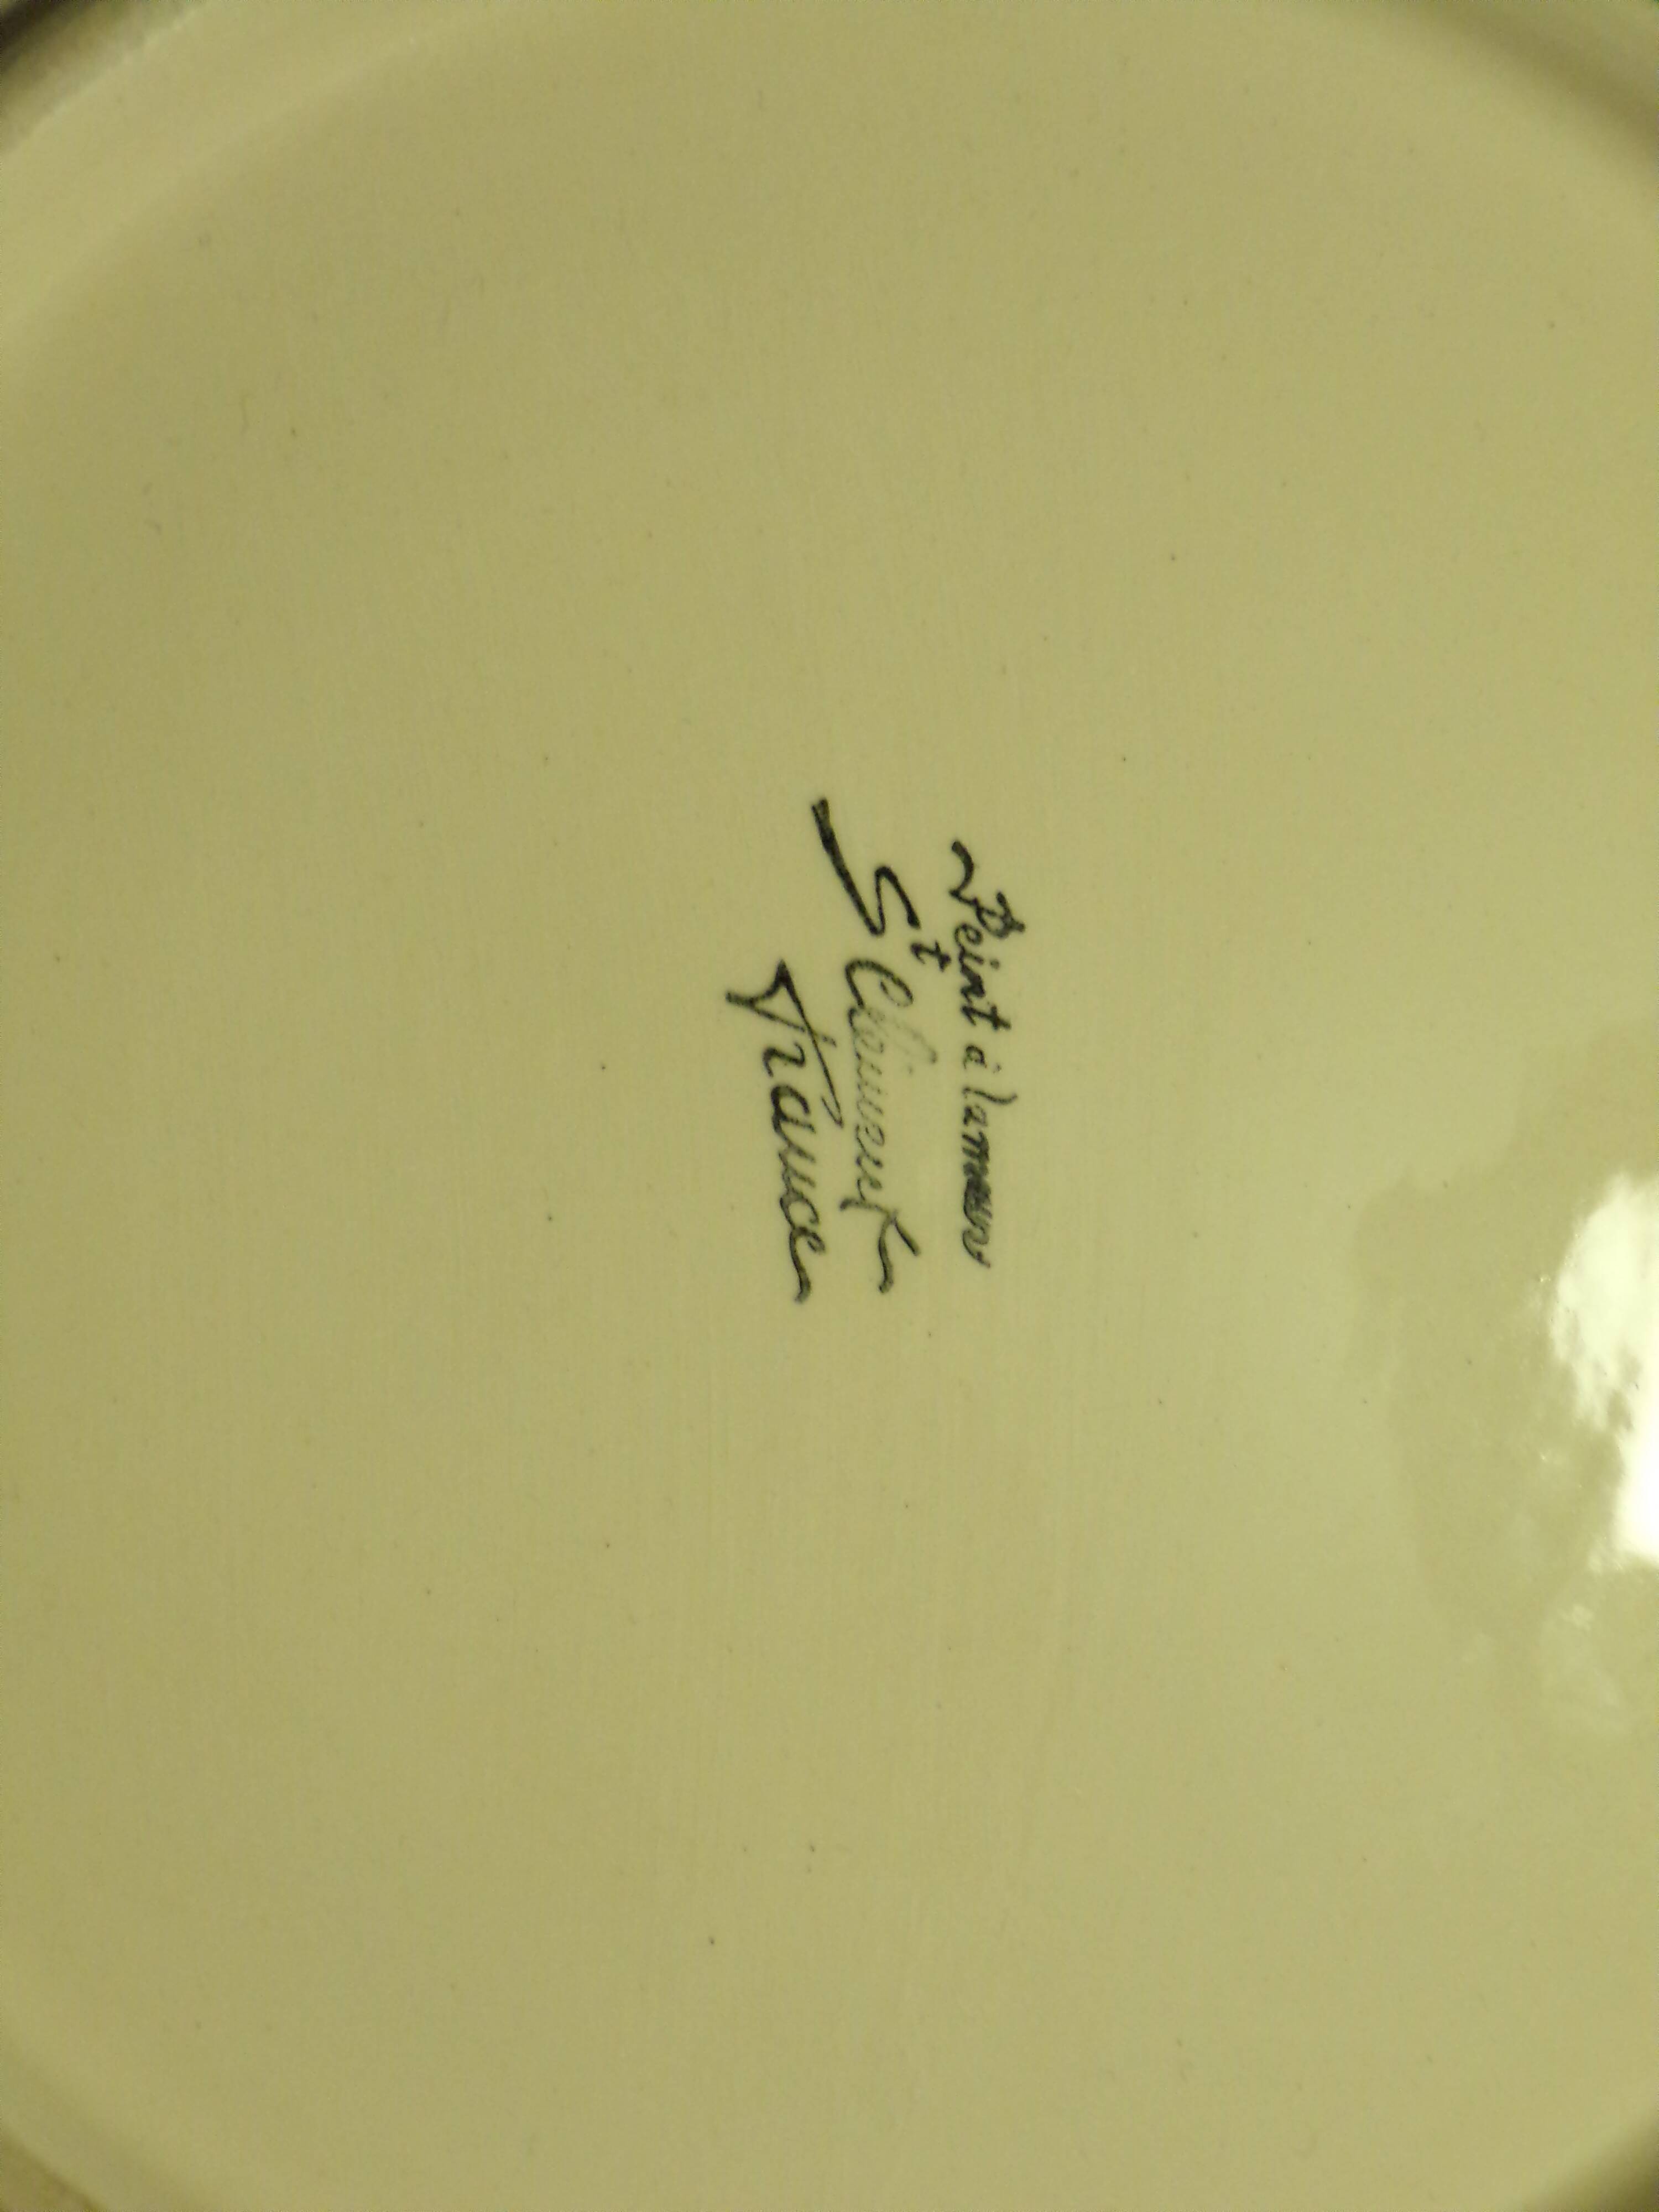 Peint à la main
St Clément
France